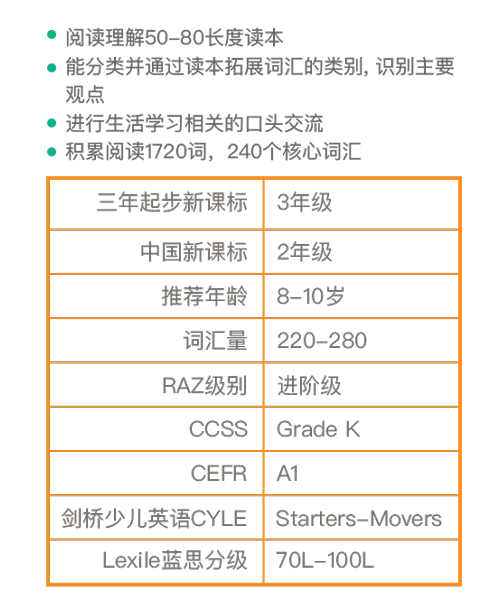 阅读理解50-80长度读本
能分类并通过读本拓展词汇的类别, 识别主要
观点
进行生活学习相关的口头交流
积累阅读1720词，240个核心词汇
三年起步新课标 3年级
中国新课标 2年级
推荐年龄 8-10岁
词汇量 220-280
RAZ级别 进阶级
CCSS Grade K
CEFR A1
剑桥少儿英语CYLE Starters-Movers
Lexile蓝思分级 70L-100L